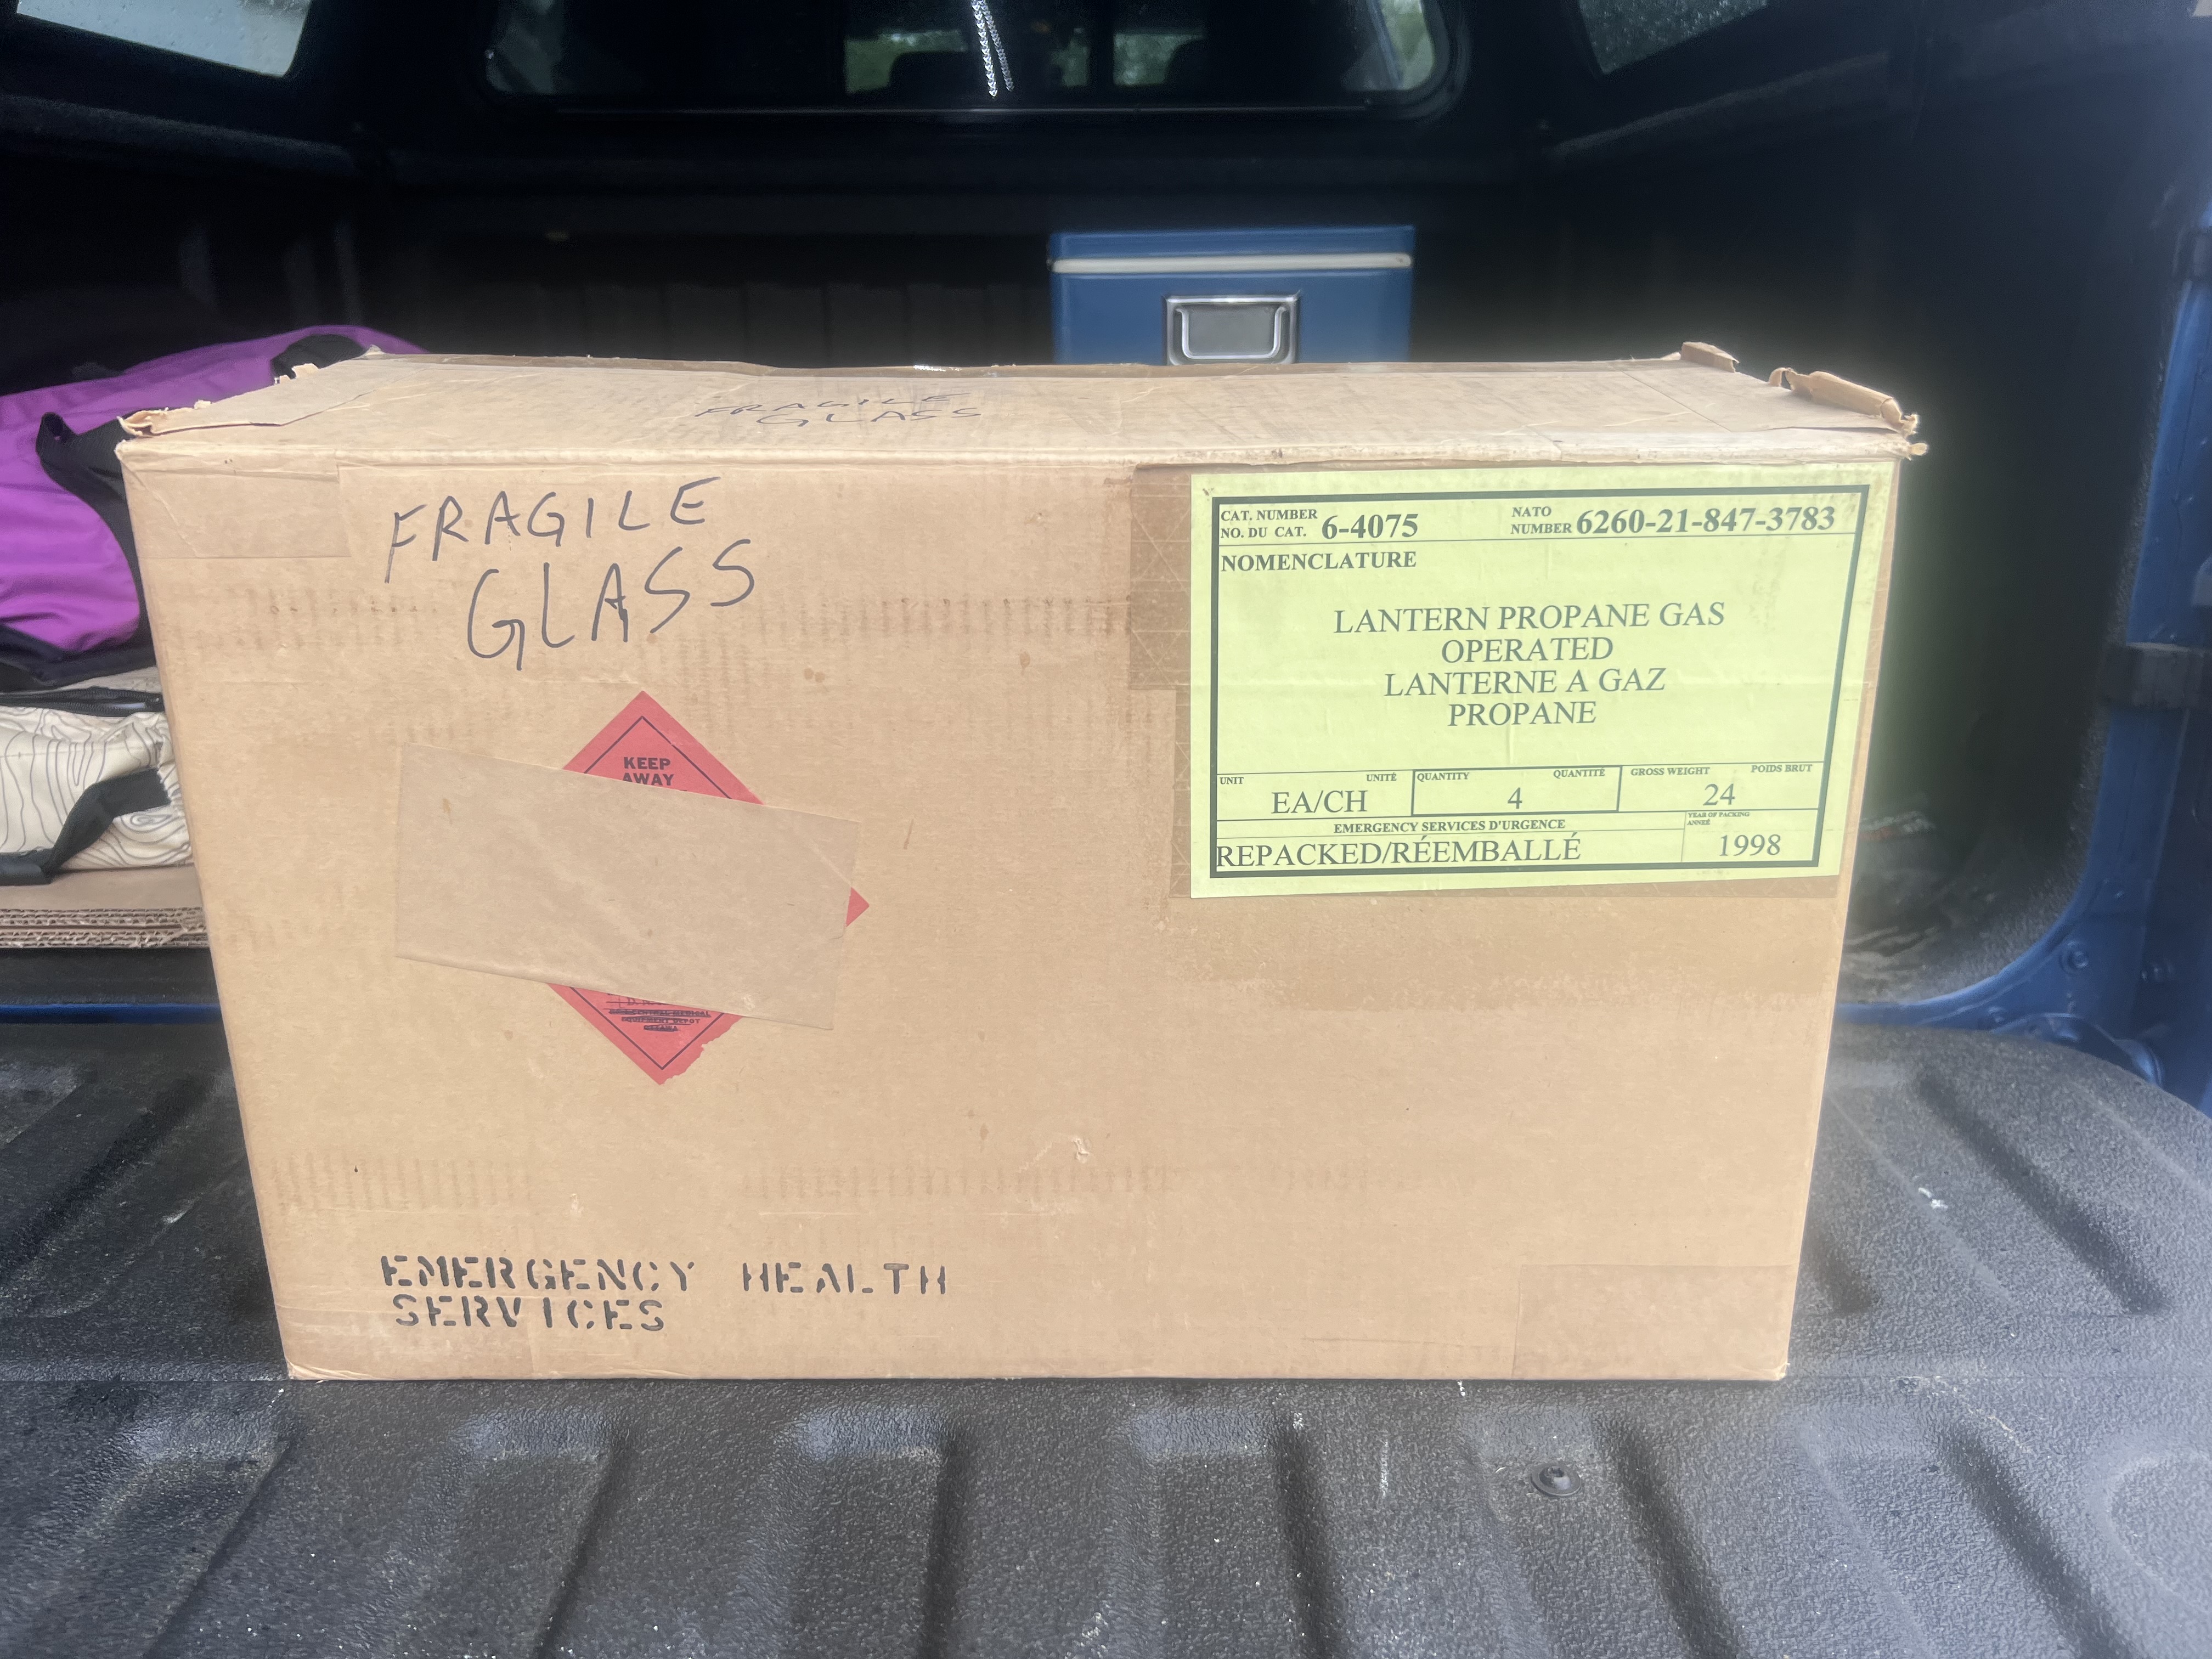 FRAGILE
GLASS
FRAGILE
GLASS
CAT. NUMBER
NO. DU CAT. 6-4075
NATO
NUMBER 6260-21-847-3783
NOMENCLATURE
LANTERN PROPANE GAS
OPERATED
LANTERNE A GAZ
PROPANE
UNIT UNITÉ
EA/CH
QUANTITY QUANTITÉ
4
GROSS WEIGHT POIDS BRUT
24
EMERGENCY SERVICES D'URGENCE
REPACKED/RÉEMBALLÉ
YEAR OF PACKING
ANNÉE
1998
KEEP
AWAY
MEDICAL
DEPOT
EMERGENCY HEALTH
SERVICES